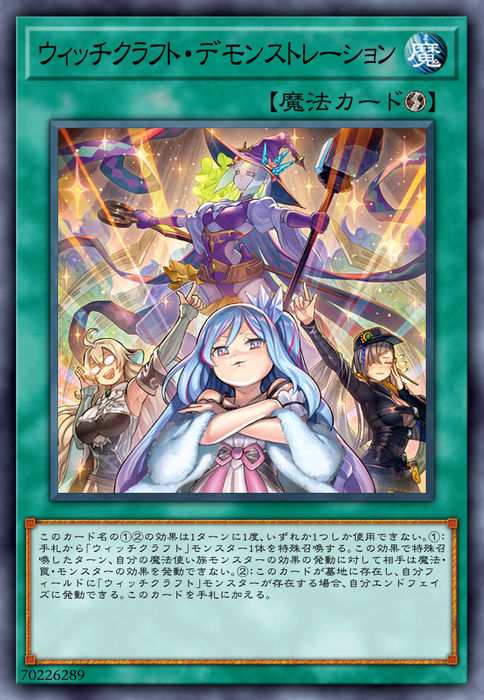 ウィッチクラフト・デモンストレーション
魔
【魔法カード】
このカード名の①②の効果は1ターンに1度、いずれか1つしか使用できない。①:
手札から「ウィッチクラフト」モンスター1体を特殊召喚する。この効果で特殊召
喚したターン、自分の魔法使い族モンスターの効果の発動に対して相手は魔法・
罠・モンスターの効果を発動できない。②:このカードが墓地に存在し、自分フ
ィールドに「ウィッチクラフト」モンスターが存在する場合、自分エンドフェイ
ズに発動できる。このカードを手札に加える。
70226289